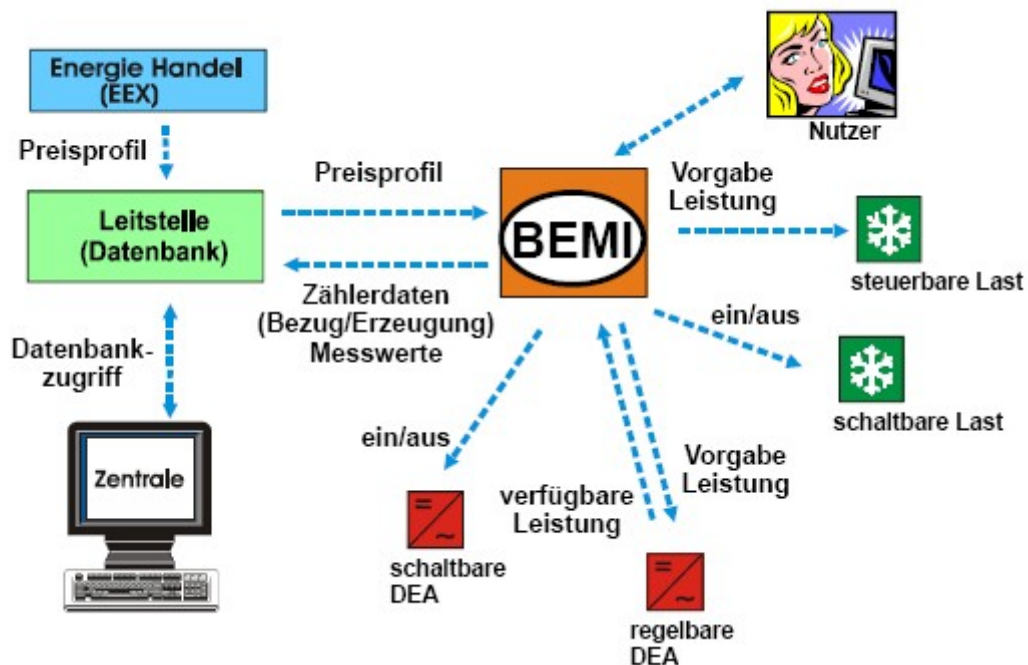 Energie Handel
(EEX)
Preisprofil
Leitstelle
(Datenbank)
Preisprofil
BEMI
Nutzer
Vorgabe
Leistung
steuerbare Last
Zählerdaten
(Bezug/Erzeugung)
Messwerte
ein/aus
schaltbare Last
Datenbank-
zugriff
Zentrale
ein/aus
schaltbare
DEA
verfügbare
Leistung
Vorgabe
Leistung
regelbare
DEA